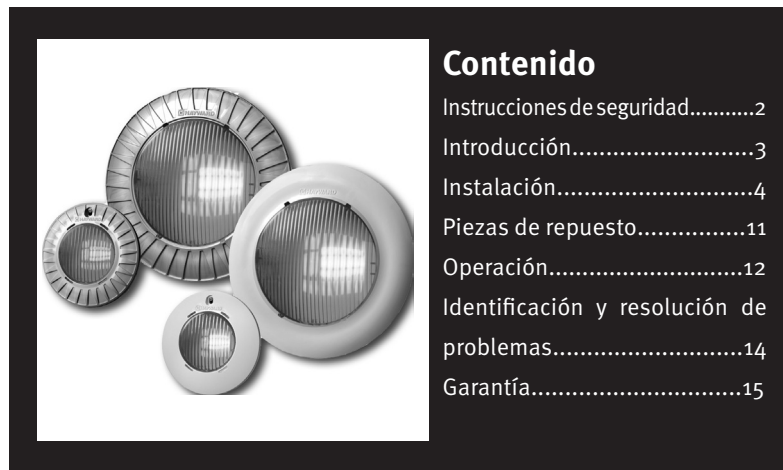 HAYWARD
Contenido
Instrucciones de seguridad...........2
Introducción............................3
Instalación..............................4
Piezas de repuesto.................11
Operación..............................12
Identificación y resolución de
problemas.............................14
Garantía................................15